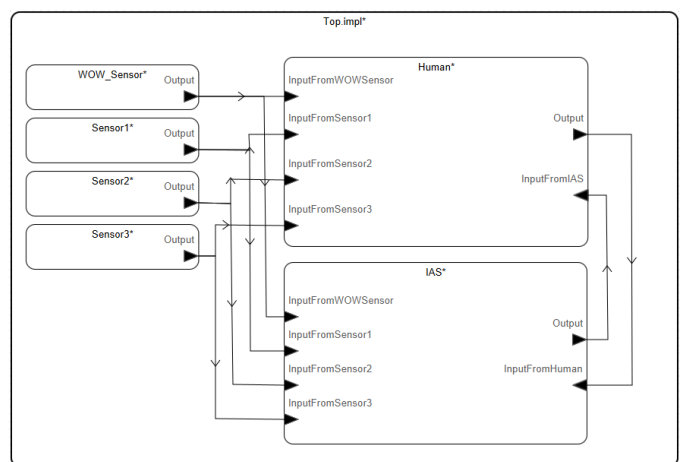 Top.impl*
WOW_Sensor*
Output
Sensor1*
Output
Sensor2*
Output
Sensor3*
Output
Human*
InputFromWOWSensor
InputFromSensor1
Output
InputFromSensor2
InputFromIAS
InputFromSensor3
IAS*
InputFromWOWSensor
Output
InputFromSensor1
InputFromSensor2
InputFromHuman
InputFromSensor3